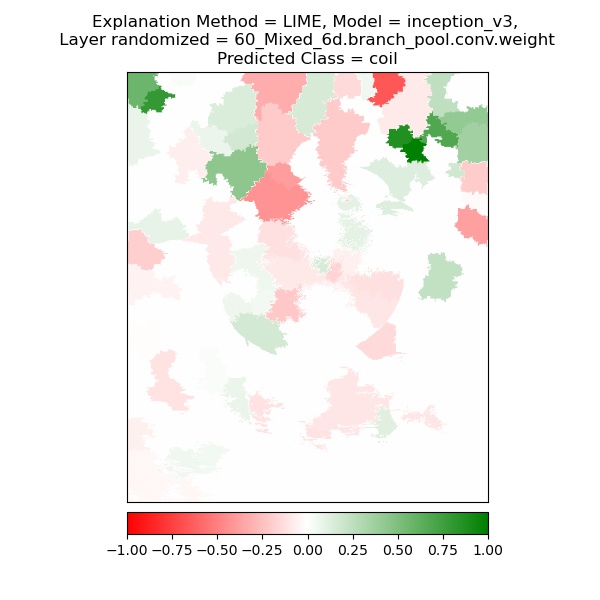 Explanation Method = LIME, Model = inception_v3,
Layer randomized = 60_Mixed_6d.branch_pool.conv.weight
Predicted Class = coil
−1.00 −0.75 −0.50 −0.25 0.00 0.25 0.50 0.75 1.00